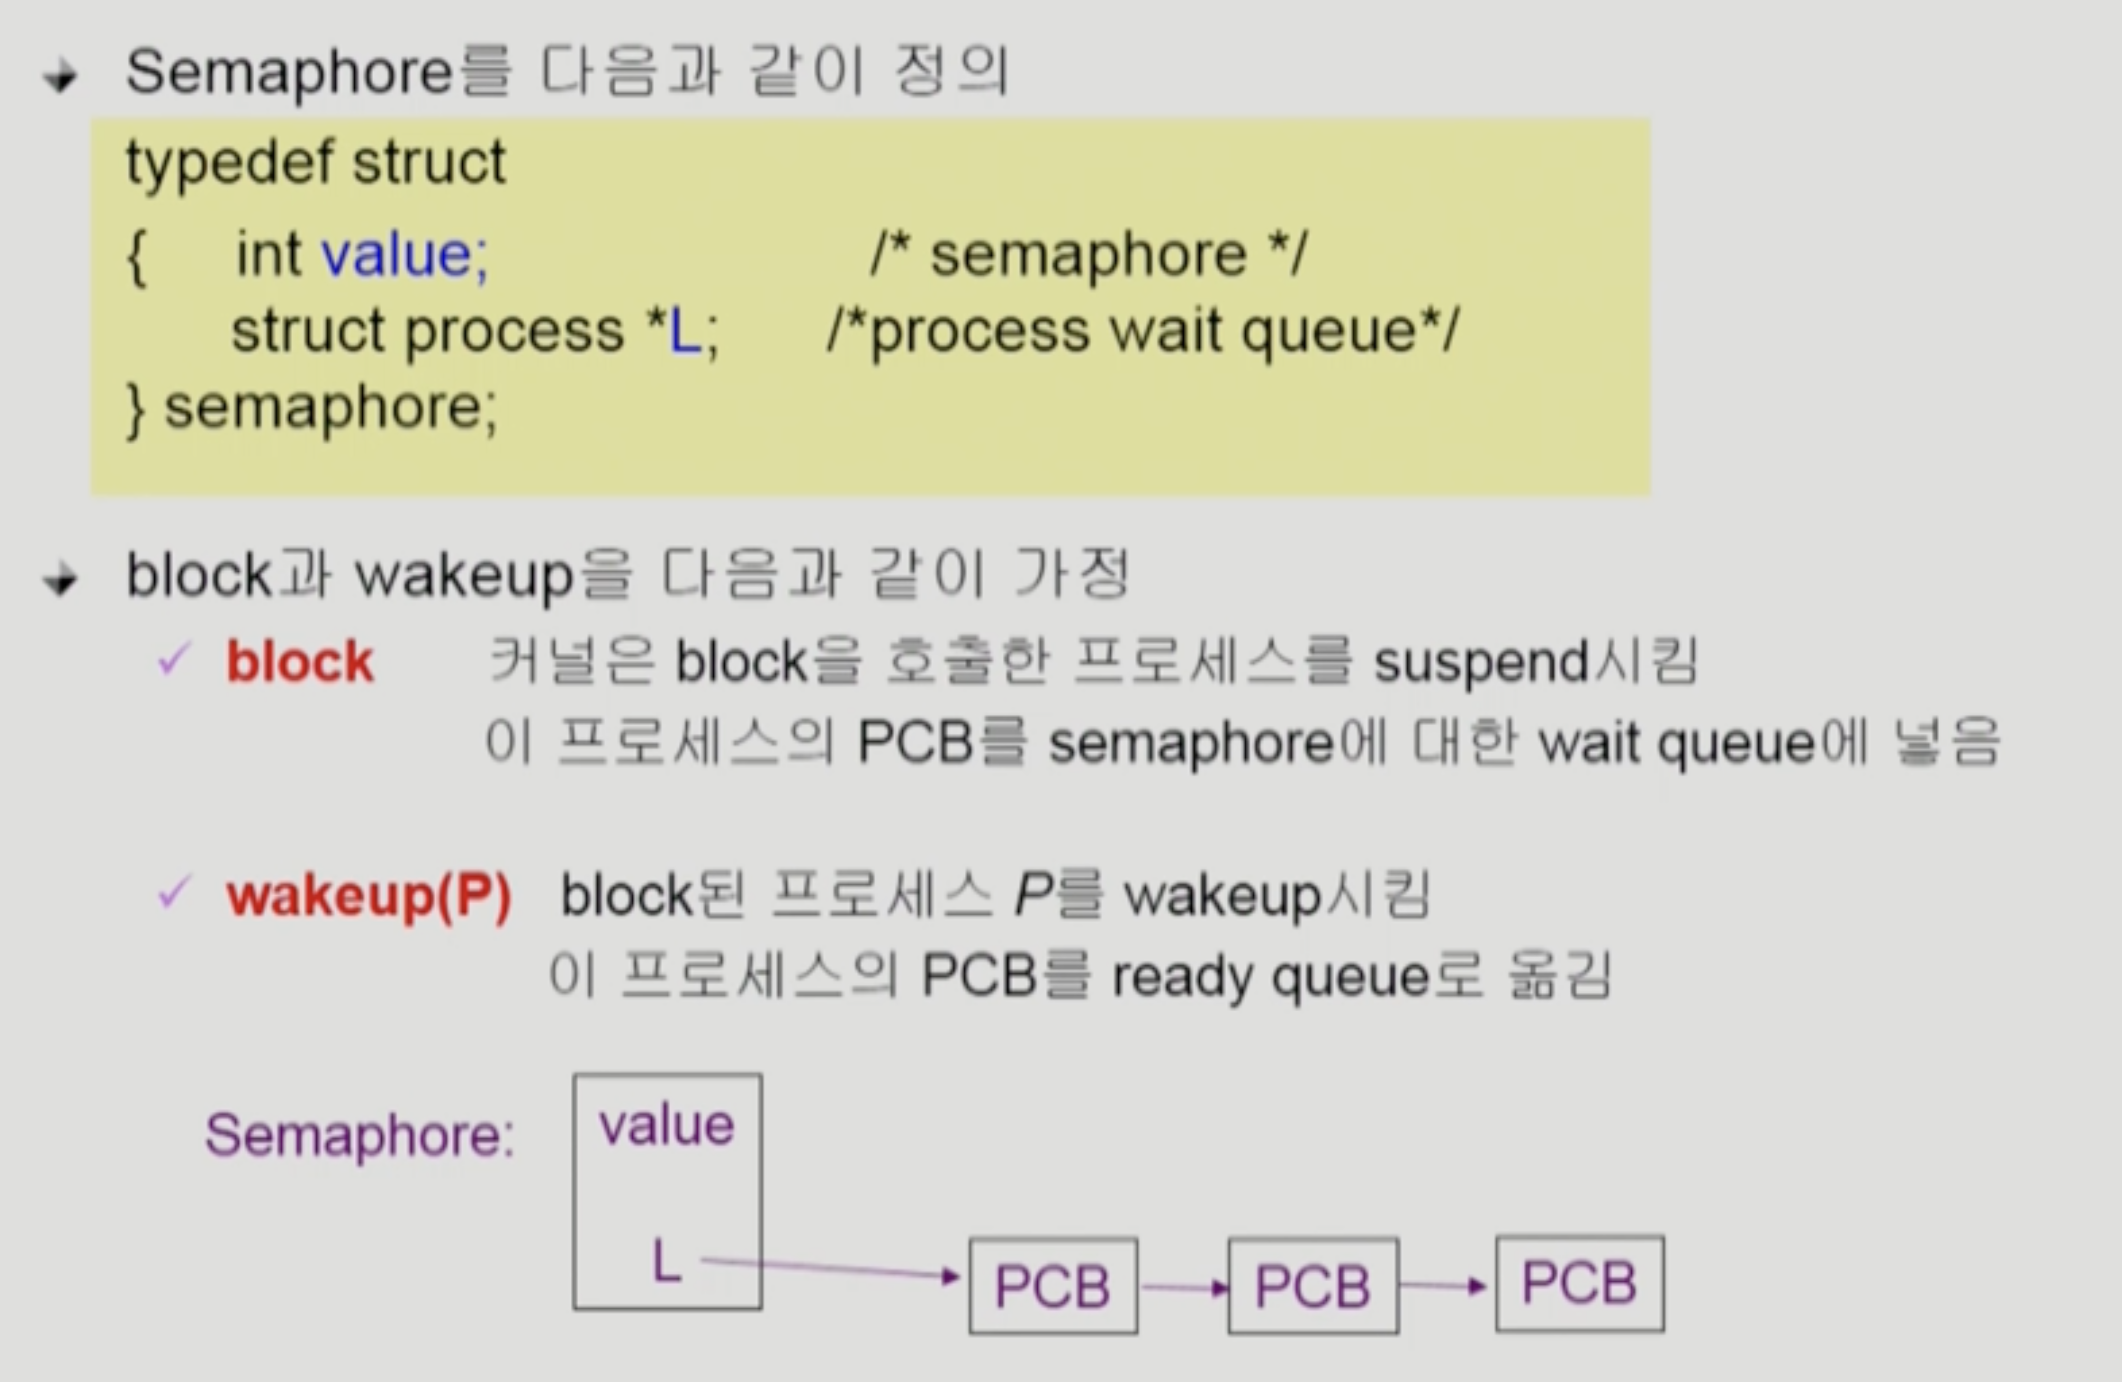 Semaphore를 다음과 같이 정의
typedef struct
{ int value; /* semaphore */
struct process *L; /*process wait queue*/
} semaphore;
block과 wakeup을 다음과 같이 가정
block 커널은 block을 호출한 프로세스를 suspend시킴
이 프로세스의 PCB를 semaphore에 대한 wait queue에 넣음
wakeup(P) block된 프로세스 P를 wakeup시킴
이 프로세스의 PCB를 ready queue로 옮김
Semaphore: value
L PCB PCB PCB